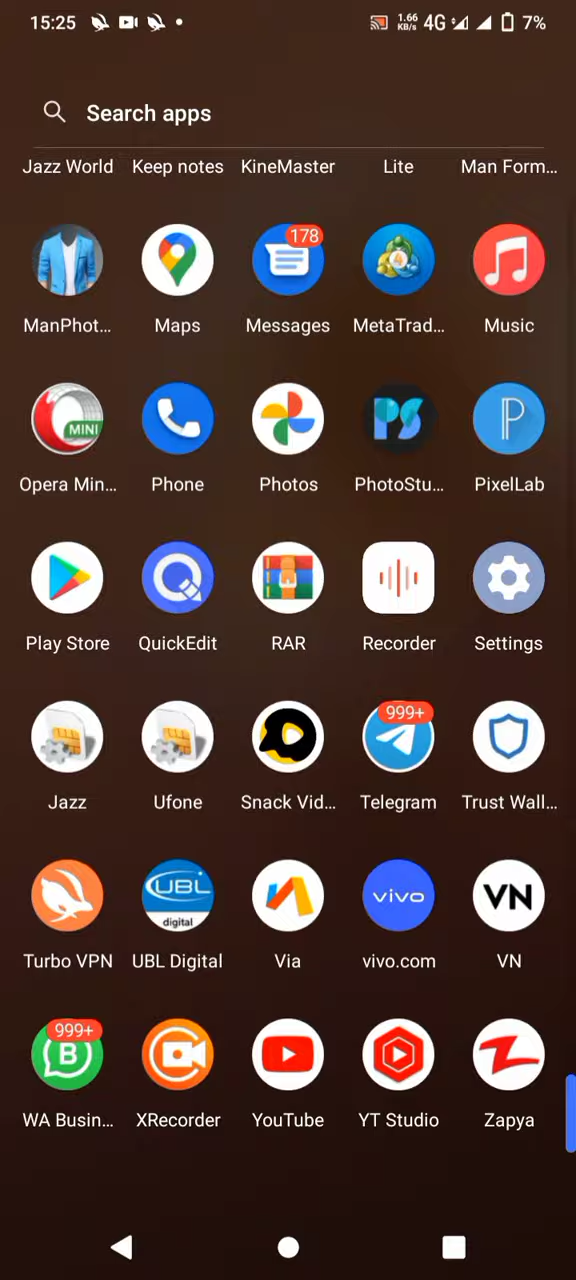 15:25 1.66 KB/s 4G 7%
Search apps
Jazz World Keep notes KineMaster Lite Man Form...
178
4
ManPhot... Maps Messages MetaTrad... Music
MINI PS P
Opera Min... Phone Photos PhotoStu... PixelLab
Play Store QuickEdit RAR Recorder Settings
999+
Jazz Ufone Snack Vid... Telegram Trust Wall...
UBL digital vivo VN
Turbo VPN UBL Digital Via vivo.com VN
999+
B
WA Busin... XRecorder YouTube YT Studio Zapya